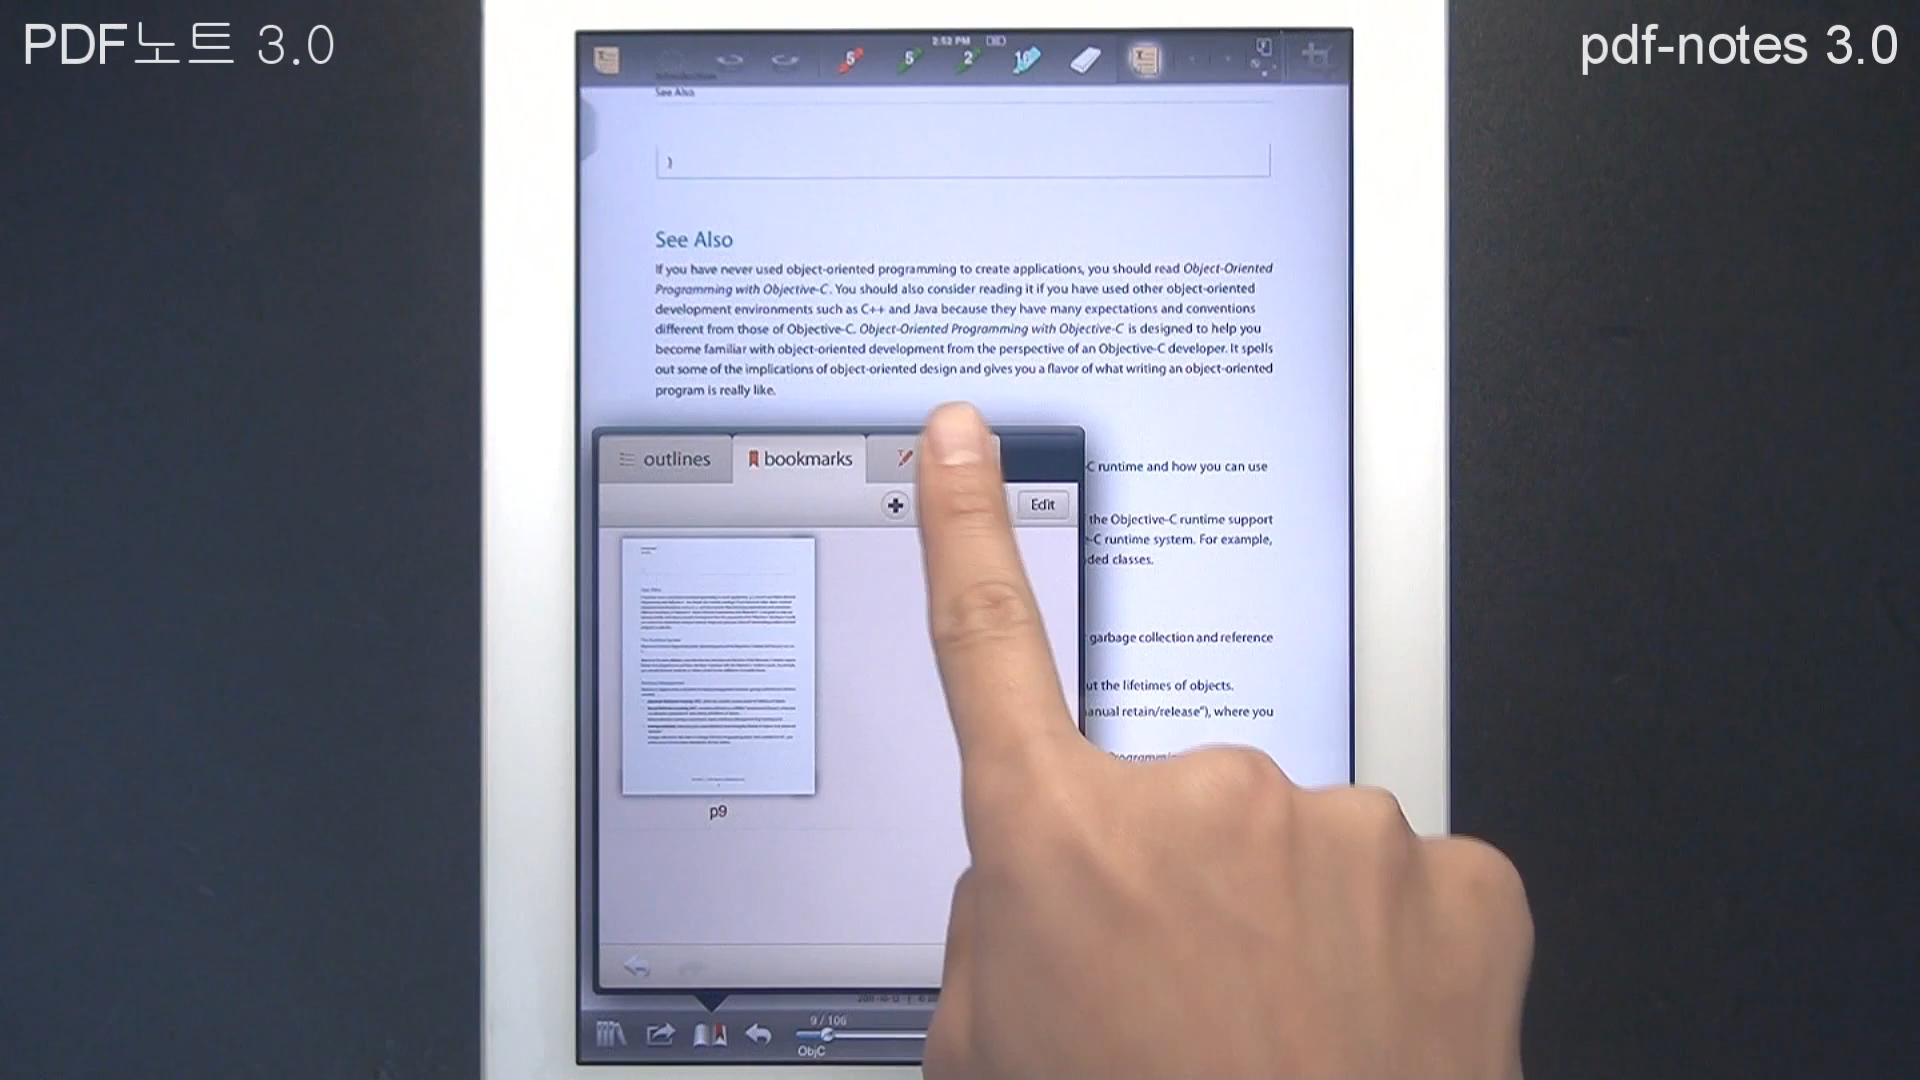 PDF노트 3.0
pdf-notes 3.0
2:52 PM
5
5
2
10
Introduction
See Also
}
See Also
If you have never used object-oriented programming to create applications, you should read Object-Oriented
Programming with Objective-C. You should also consider reading it if you have used other object-oriented
development environments such as C++ and Java because they have many expectations and conventions
different from those of Objective-C. Object-Oriented Programming with Objective-C is designed to help you
become familiar with object-oriented development from the perspective of an Objective-C developer. It spells
out some of the implications of object-oriented design and gives you a flavor of what writing an object-oriented
program is really like.
outlines
bookmarks
Edit
C runtime and how you can use
the Objective-C runtime support
-C runtime system. For example,
ded classes.
garbage collection and reference
ut the lifetimes of objects.
anual retain/release"), where you
p9
9 / 106
ObjC